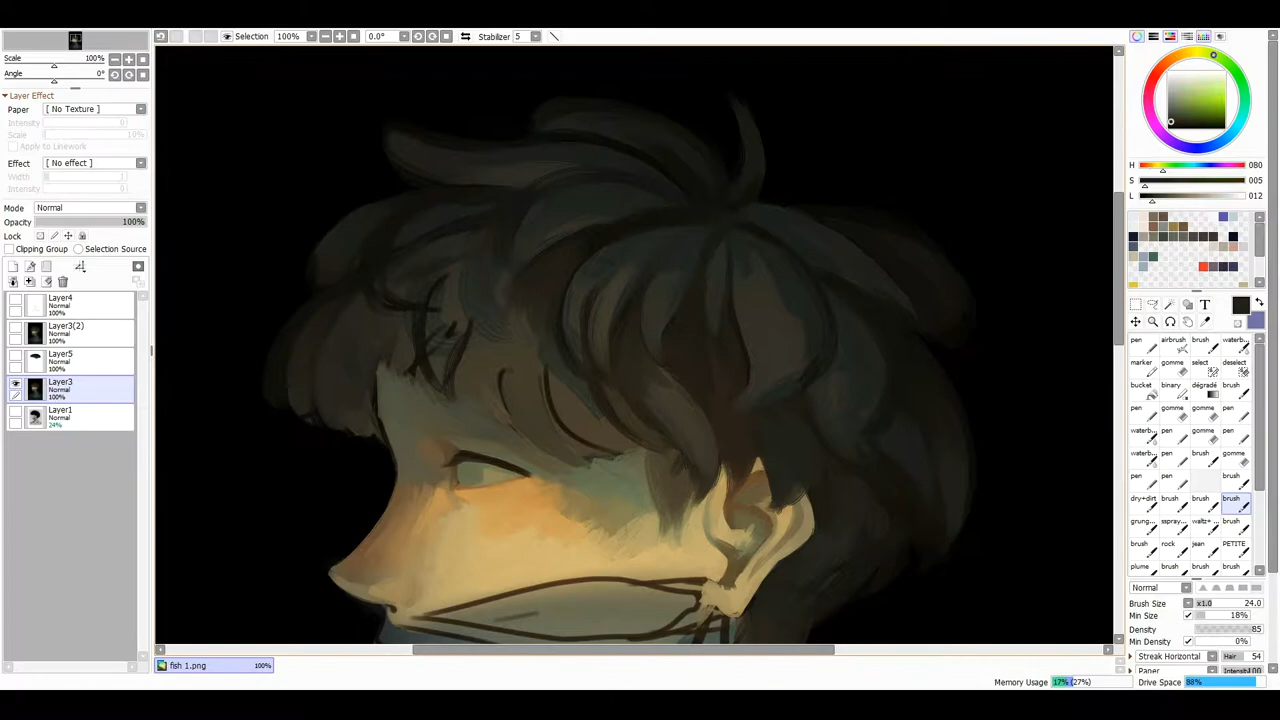 Selection 100% 0.0° Stabilizer 5
Scale 100%
Angle 0°
Layer Effect
Paper [ No Texture ]
Intensity 0
Scale 10%
Apply to Linework
Effect [ No effect ]
Width 1
Intensity 0
Mode Normal
Opacity 100%
Lock
Clipping Group Selection Source
Layer4
Normal
100%
Layer3(2)
Normal
100%
Layer5
Normal
100%
Layer3
Normal
100%
Layer1
Normal
24%
fish 1.png 100%
Memory Usage 17% (27%) Drive Space 88%
H 080
S 005
L 012
T
pen airbrush brush waterb...
marker gomme select deselect
bucket binary dégradé brush
pen gomme gomme pen
waterb... pen gomme pen
waterb... pen brush gomme
pen pen brush
dry+dirt brush brush brush
grung... sspray... waltz+ ... brush
brush rock jean PETITE
plume brush brush brush
Normal
Brush Size x1.0 24.0
Min Size 18%
Density 85
Min Density 0%
Streak Horizontal Hair 54
Paper